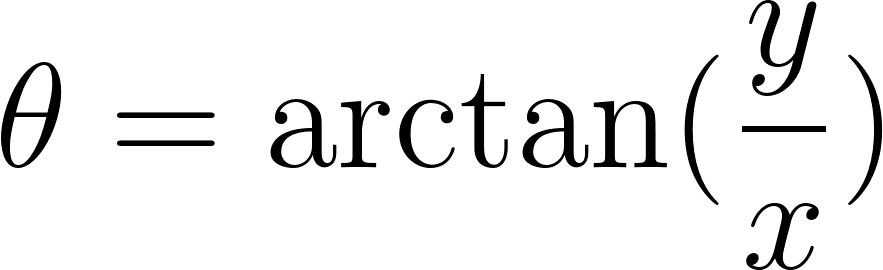 θ = arctan(y/x)